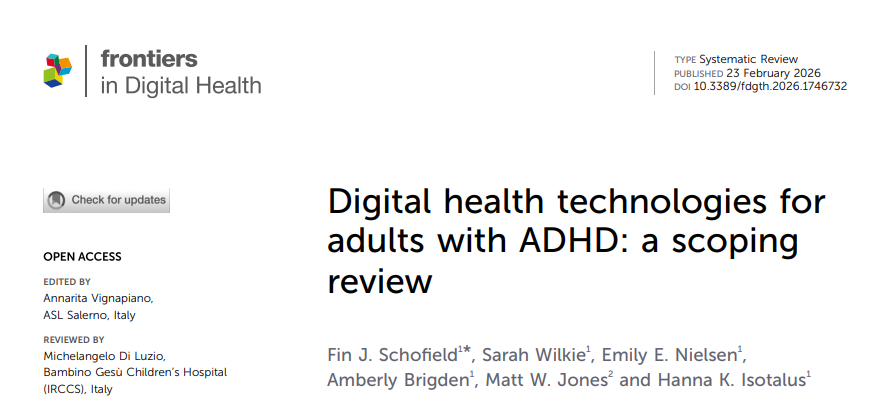 frontiers
in Digital Health
TYPE Systematic Review
PUBLISHED 23 February 2026
DOI 10.3389/fdgth.2026.1746732
Check for updates
OPEN ACCESS
EDITED BY
Annarita Vignapiano,
ASL Salerno, Italy
REVIEWED BY
Michelangelo Di Luzio,
Bambino Gesù Children's Hospital
(IRCCS), Italy
Digital health technologies for
adults with ADHD: a scoping
review
Fin J. Schofield1*, Sarah Wilkie1, Emily E. Nielsen1,
Amberly Brigden1, Matt W. Jones2 and Hanna K. Isotalus1